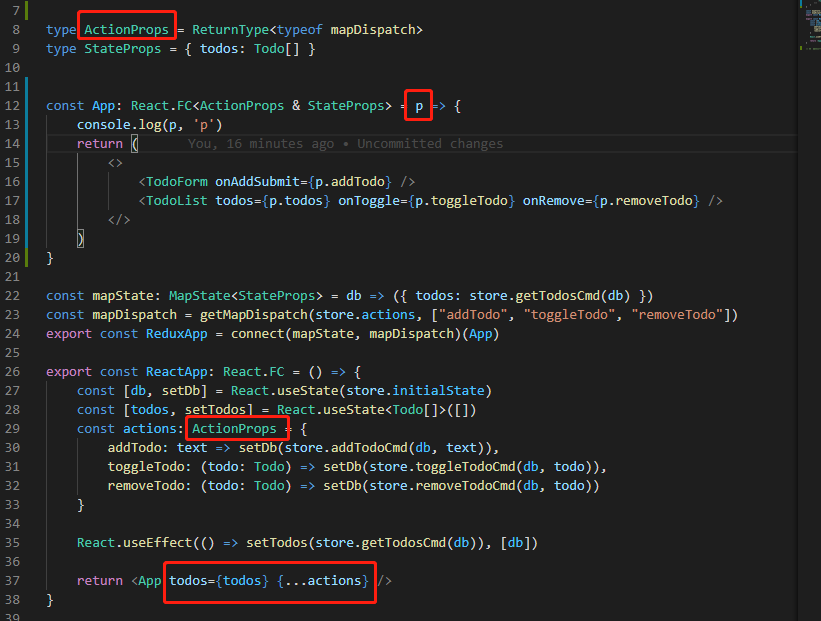 7
8 type ActionProps = ReturnType<typeof mapDispatch>
9 type StateProps = { todos: Todo[] }
10
11
12 const App: React.FC<ActionProps & StateProps> = p => {
13     console.log(p, 'p')
14     return (        You, 16 minutes ago • Uncommitted changes
15         <>
16             <TodoForm onAddSubmit={p.addTodo} />
17             <TodoList todos={p.todos} onToggle={p.toggleTodo} onRemove={p.removeTodo} />
18         </>
19     )
20 }
21
22 const mapState: MapState<StateProps> = db => ({ todos: store.getTodosCmd(db) })
23 const mapDispatch = getMapDispatch(store.actions, ["addTodo", "toggleTodo", "removeTodo"])
24 export const ReduxApp = connect(mapState, mapDispatch)(App)
25
26 export const ReactApp: React.FC = () => {
27     const [db, setDb] = React.useState(store.initialState)
28     const [todos, setTodos] = React.useState<Todo[]>([])
29     const actions: ActionProps = {
30         addTodo: text => setDb(store.addTodoCmd(db, text)),
31         toggleTodo: (todo: Todo) => setDb(store.toggleTodoCmd(db, todo)),
32         removeTodo: (todo: Todo) => setDb(store.removeTodoCmd(db, todo))
33     }
34
35     React.useEffect(() => setTodos(store.getTodosCmd(db)), [db])
36
37     return <App todos={todos} {...actions} />
38 }
39